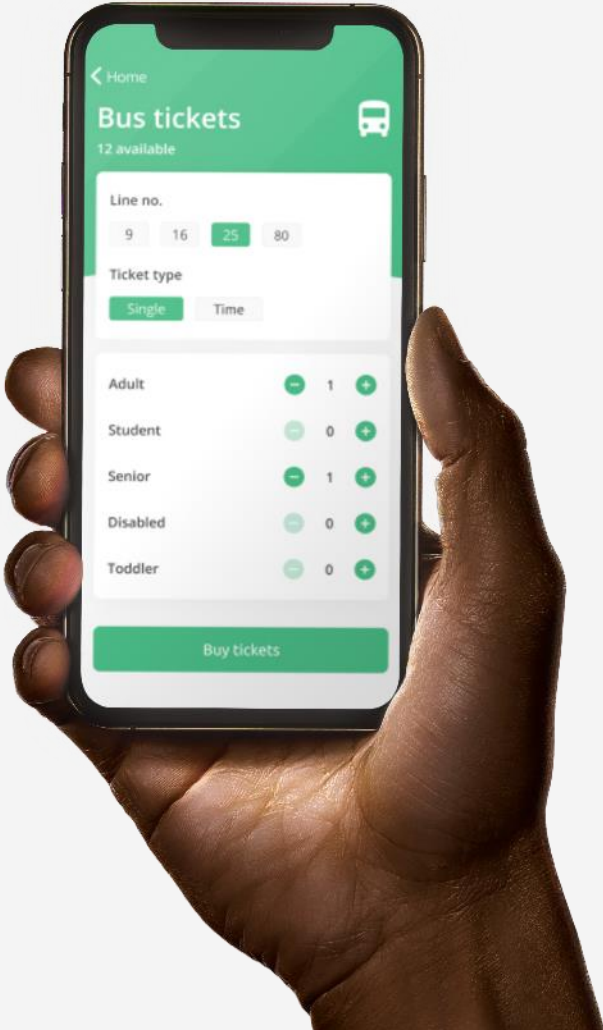 Home
Bus tickets
12 available
Line no.
9 16 25 80
Ticket type
Single Time
Adult 1
Student 0
Senior 1
Disabled 0
Toddler 0
Buy tickets